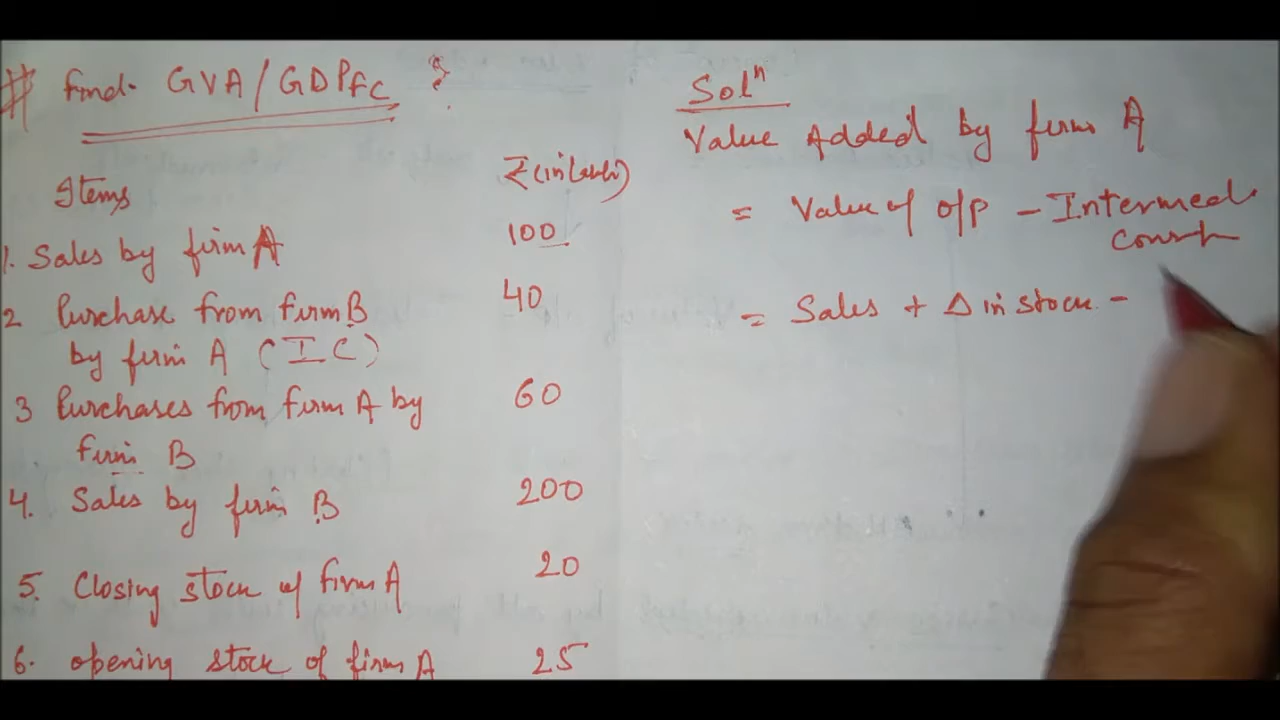 # Find. GVA / GDPFC ?
Items ₹ (in lakh)
1. Sales by firm A 100
2 Purchase from firm B 40
by firm A (IC)
3 Purchases from firm A by 60
Firm B
4. Sales by firm B 200
5. Closing stock of firm A 20
6. opening stock of firm A 25
Solⁿ
Value Added by firm A
= Value of o/p - Intermed.
= Sales + Δ in stock -